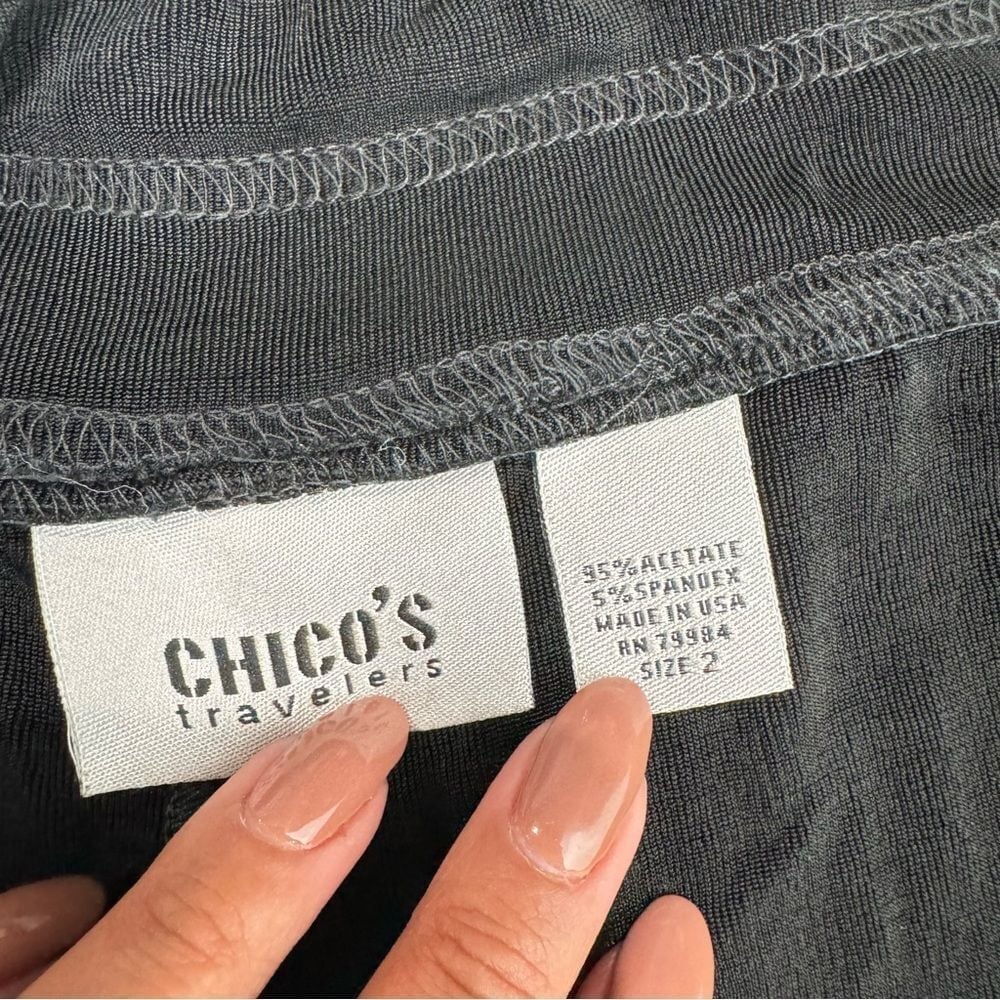 CHICO'S
travelers
95%ACETATE
5%SPANDEX
MADE IN USA
RN 79984
SIZE 2